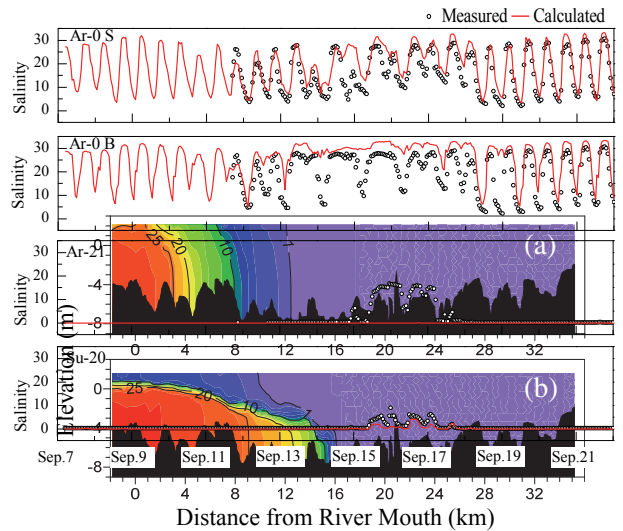 Measured Calculated
Ar-0 S
30
20
10
0
Salinity
Ar-0 B
30
20
10
0
Salinity
25 20 10 1 (a)
Ar-21
30
20
10
0
Salinity
0
-4
-8
Elevation (m)
0 4 8 12 16 20 24 28 32
Su-20
30
20
10
0
Salinity
0
-4
-8
25 20 10 1 (b)
Sep.7 Sep.9 Sep.11 Sep.13 Sep.15 Sep.17 Sep.19 Sep.21
0 4 8 12 16 20 24 28 32
Distance from River Mouth (km)